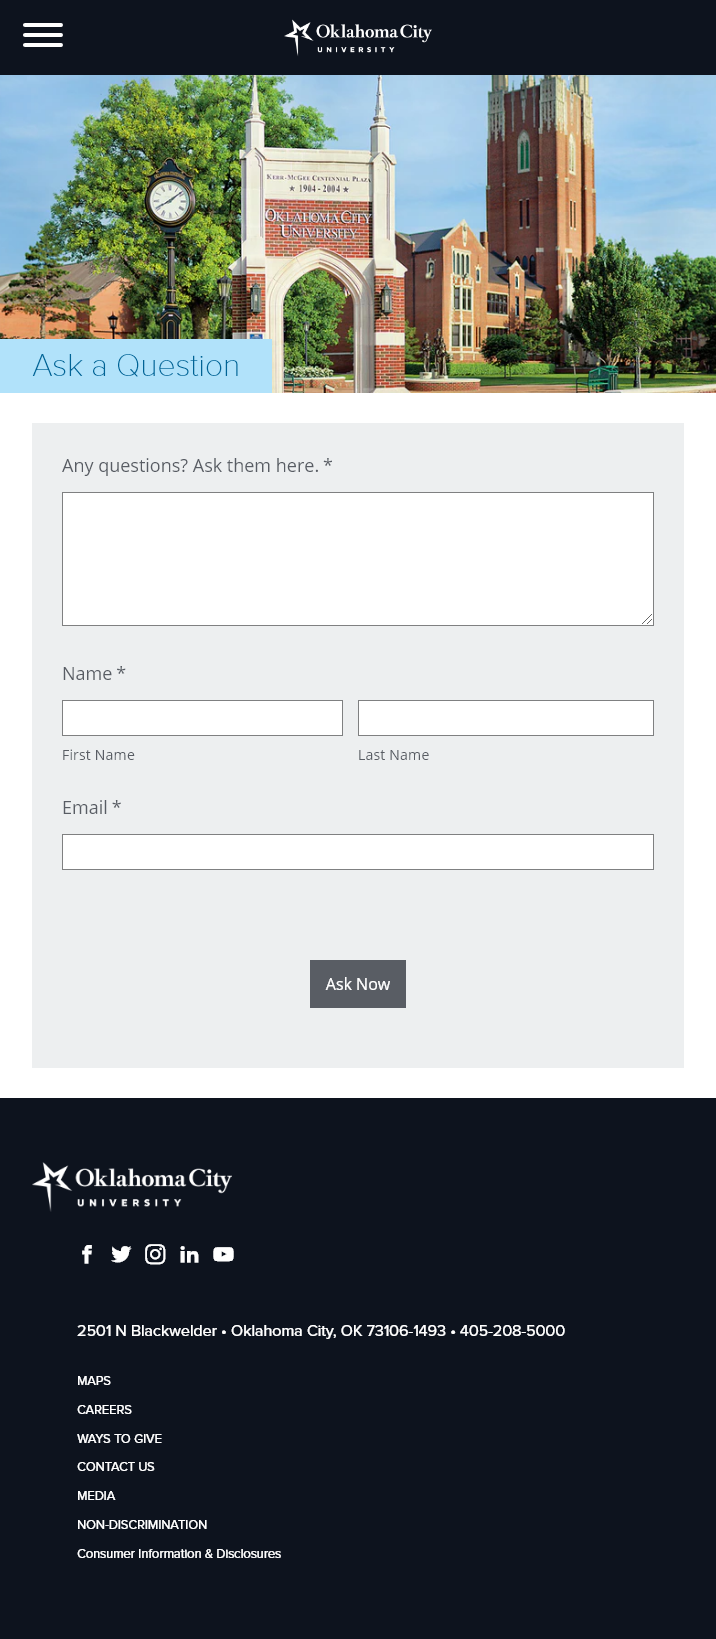 Oklahoma City
UNIVERSITY
KERR-MCGEE CENTENNIAL PLAZA
★ 1904 - 2004 ★
OKLAHOMA CITY
UNIVERSITY
Ask a Question
Any questions? Ask them here. *
Name *
First Name
Last Name
Email *
Ask Now
Oklahoma City
UNIVERSITY
2501 N Blackwelder • Oklahoma City, OK 73106-1493 • 405-208-5000
MAPS
CAREERS
WAYS TO GIVE
CONTACT US
MEDIA
NON-DISCRIMINATION
Consumer Information & Disclosures